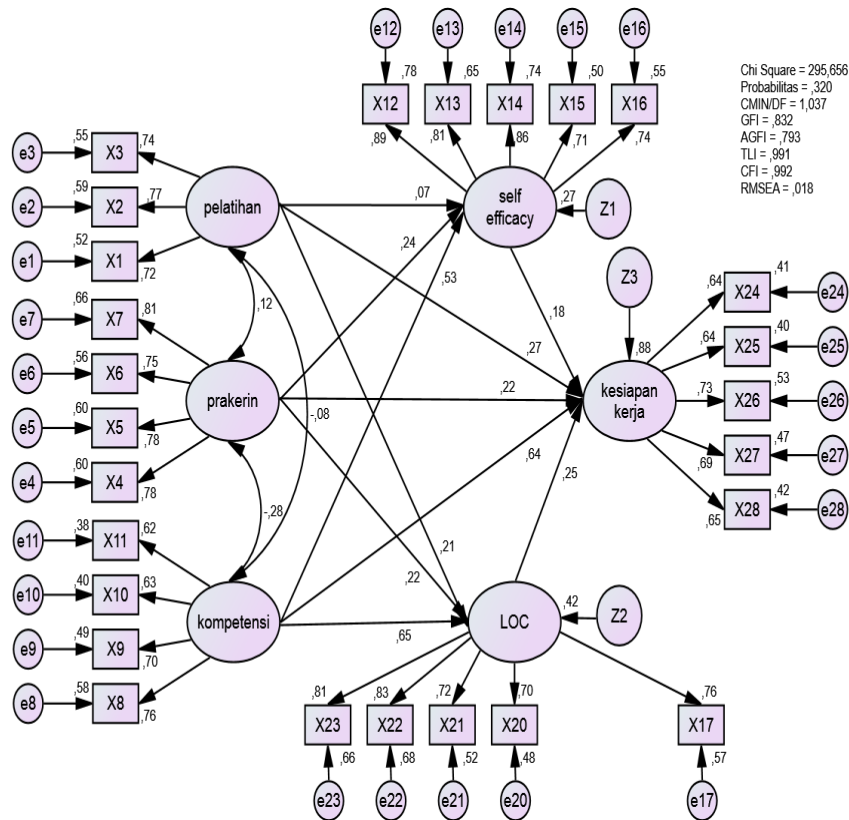 e12
e13
e14
e15
e16
,78
,65
,74
,50
,55
X12
X13
X14
X15
X16
,89
,81
,86
,71
,74
Chi Square = 295,656
Probabilitas = ,320
CMIN/DF = 1,037
GFI = ,832
AGFI = ,793
TLI = ,991
CFI = ,992
RMSEA = ,018
e3
,55
X3
,74
e2
,59
X2
,77
e1
,52
X1
,72
pelatihan
e7
,66
X7
,81
e6
,56
X6
,75
e5
,60
X5
,78
e4
,60
X4
,78
prakerin
e11
,38
X11
,62
e10
,40
X10
,63
e9
,49
X9
,70
e8
,58
X8
,76
kompetensi
,12
-,08
-,28
,07
,24
,53
,27
,22
,64
,21
,22
,65
,18
,25
self
efficacy
,27
Z1
Z3
,88
kesiapan
kerja
LOC
,42
Z2
,64
X24
,41
e24
,64
X25
,40
e25
,73
X26
,53
e26
,69
X27
,47
e27
,65
X28
,42
e28
,81
,83
,72
,70
,76
X23
X22
X21
X20
X17
,66
,68
,52
,48
,57
e23
e22
e21
e20
e17